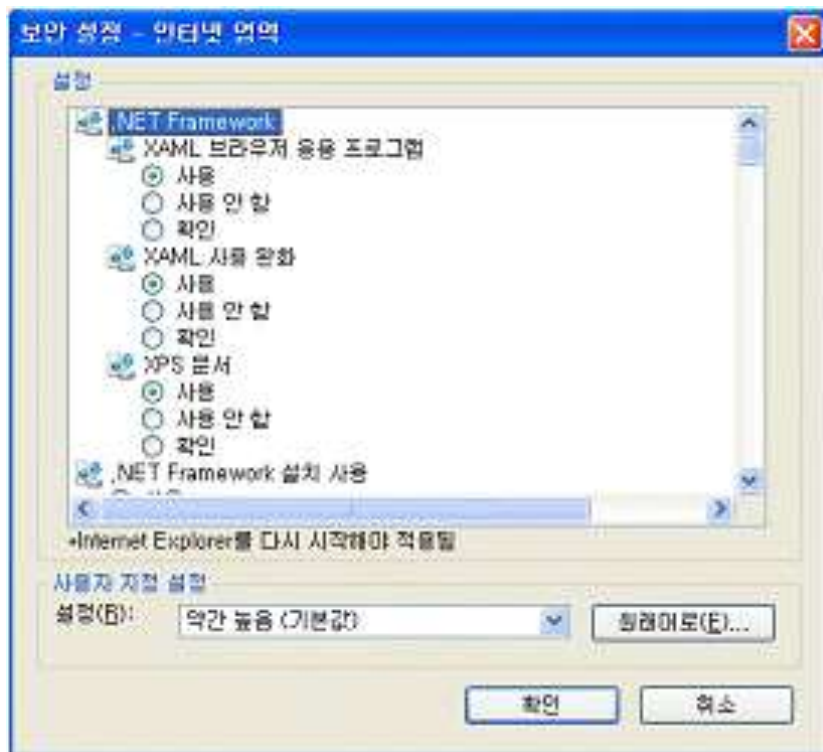 보안 설정 - 인터넷 영역
설정
.NET Framework
XAML 브라우저 응용 프로그램
사용
사용 안 함
확인
XAML 사용 완화
사용
사용 안 함
확인
XPS 문서
사용
사용 안 함
확인
.NET Framework 설치 사용
*Internet Explorer를 다시 시작해야 적용됨
사용자 지정 설정
설정(R): 약간 높음 (기본값) 원래대로(E)...
확인 취소